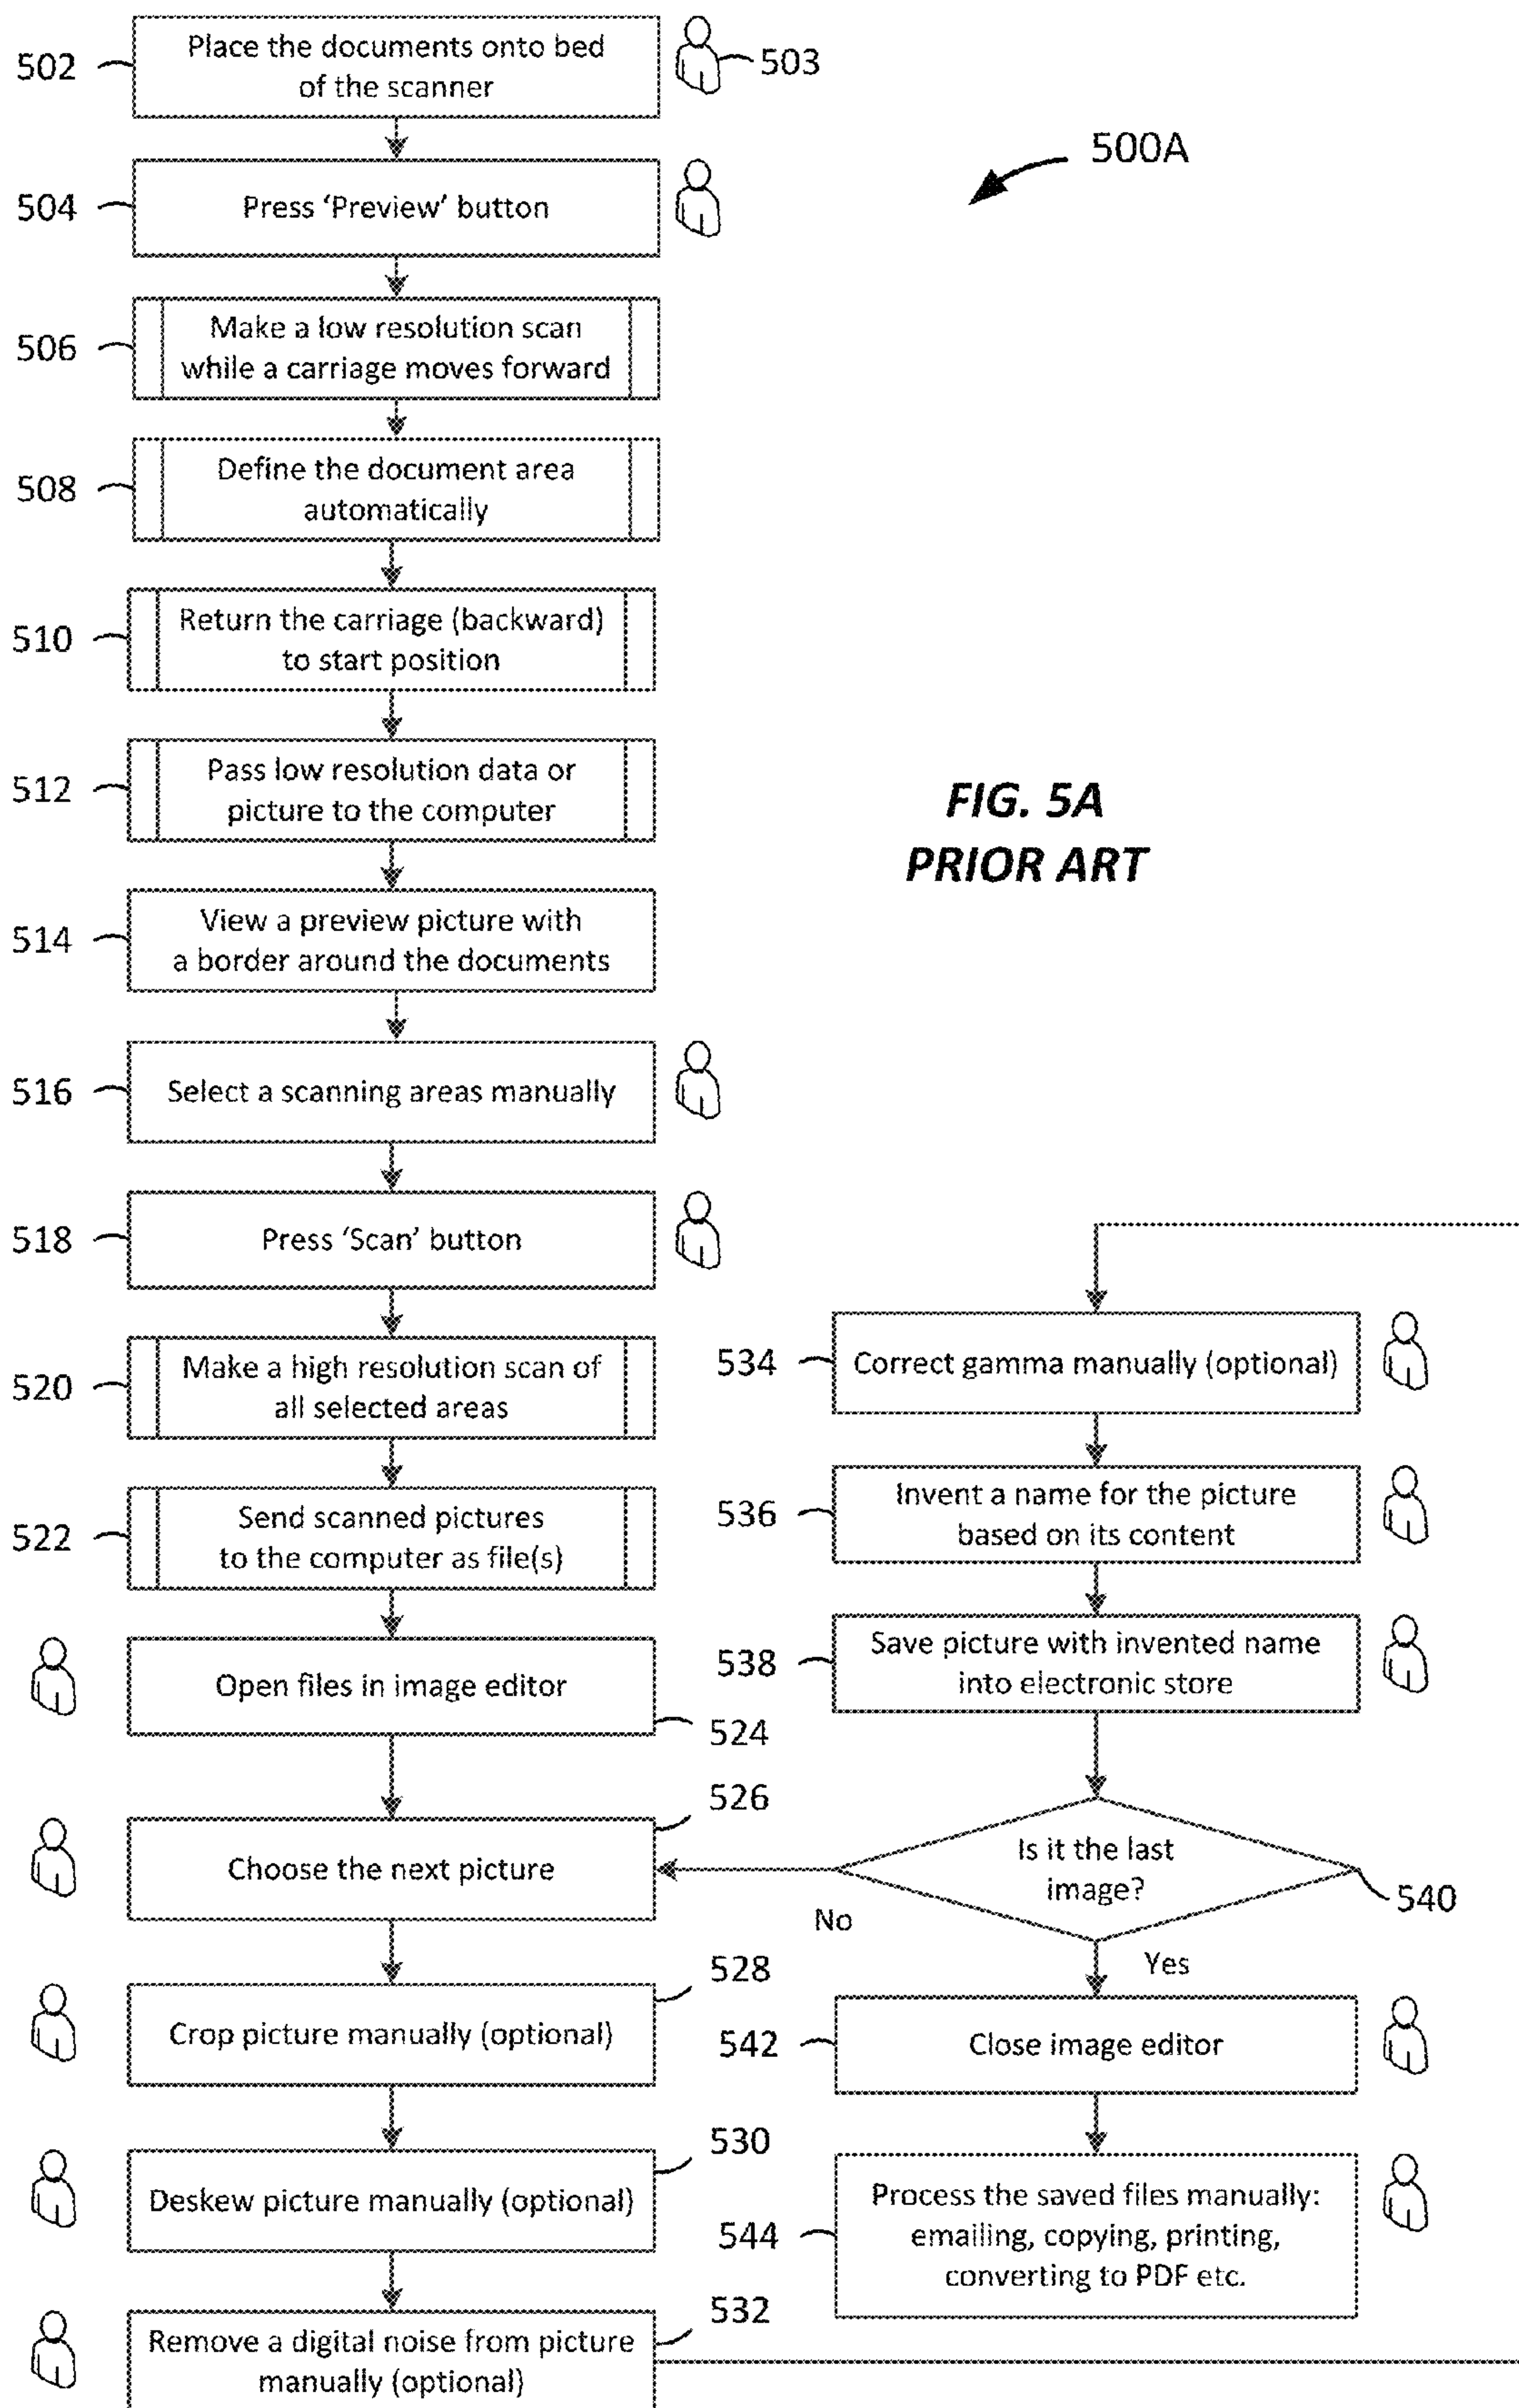 502
Place the documents onto bed
of the scanner
503
500A
504
Press ‘Preview’ button
506
Make a low resolution scan
while a carriage moves forward
508
Define the document area
automatically
510
Return the carriage (backward)
to start position
512
Pass low resolution data or
picture to the computer
FIG. 5A
PRIOR ART
514
View a preview picture with
a border around the documents
516
Select a scanning areas manually
518
Press ‘Scan’ button
520
Make a high resolution scan of
all selected areas
522
Send scanned pictures
to the computer as file(s)
Open files in image editor
524
526
Choose the next picture
528
Crop picture manually (optional)
530
Deskew picture manually (optional)
532
Remove a digital noise from picture
manually (optional)
534
Correct gamma manually (optional)
536
Invent a name for the picture
based on its content
538
Save picture with invented name
into electronic store
Is it the last
image?
540
No
Yes
542
Close image editor
544
Process the saved files manually:
emailing, copying, printing,
converting to PDF etc.